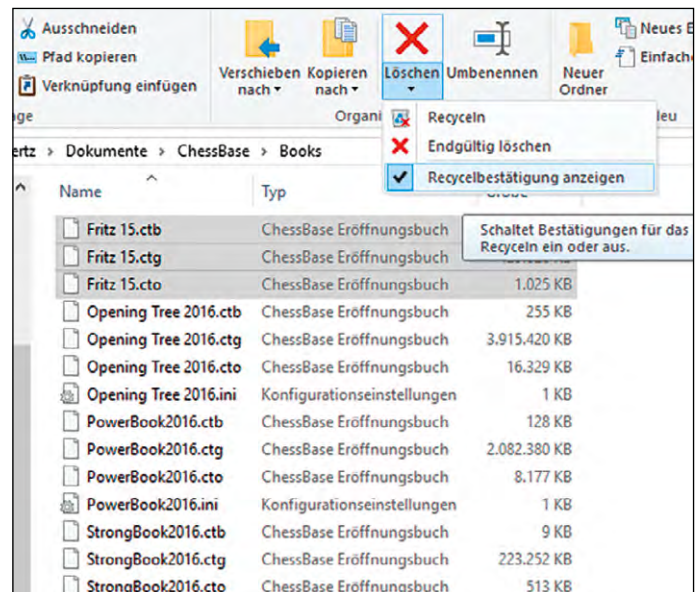 Ausschneiden
Pfad kopieren
Verknüpfung einfügen
Verschieben nach
Kopieren nach
Löschen
Umbenennen
Neuer Ordner
Neues E
Einfach
Organi
Recyceln
Endgültig löschen
Recycelbestätigung anzeigen
Schaltet Bestätigungen für das
Recyceln ein oder aus.
ertz > Dokumente > ChessBase > Books
Name Typ
Fritz 15.ctb ChessBase Eröffnungsbuch
Fritz 15.ctg ChessBase Eröffnungsbuch
Fritz 15.cto ChessBase Eröffnungsbuch 1.025 KB
Opening Tree 2016.ctb ChessBase Eröffnungsbuch 255 KB
Opening Tree 2016.ctg ChessBase Eröffnungsbuch 3.915.420 KB
Opening Tree 2016.cto ChessBase Eröffnungsbuch 16.329 KB
Opening Tree 2016.ini Konfigurationseinstellungen 1 KB
PowerBook2016.ctb ChessBase Eröffnungsbuch 128 KB
PowerBook2016.ctg ChessBase Eröffnungsbuch 2.082.380 KB
PowerBook2016.cto ChessBase Eröffnungsbuch 8.177 KB
PowerBook2016.ini Konfigurationseinstellungen 1 KB
StrongBook2016.ctb ChessBase Eröffnungsbuch 9 KB
StrongBook2016.ctg ChessBase Eröffnungsbuch 223.252 KB
StrongBook2016.cto ChessBase Eröffnungsbuch 513 KB